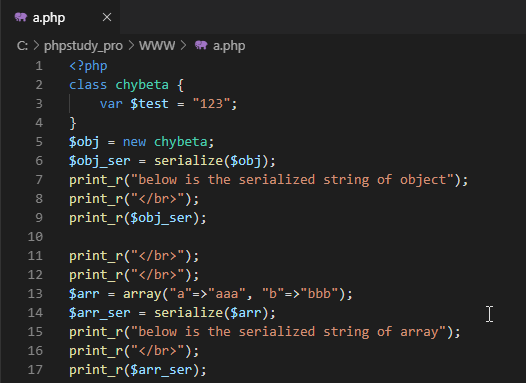 a.php ×
C: > phpstudy_pro > WWW > a.php
1 <?php
2 class chybeta {
3     var $test = "123";
4 }
5 $obj = new chybeta;
6 $obj_ser = serialize($obj);
7 print_r("below is the serialized string of object");
8 print_r("</br>");
9 print_r($obj_ser);
10
11 print_r("</br>");
12 print_r("</br>");
13 $arr = array("a"=>"aaa", "b"=>"bbb");
14 $arr_ser = serialize($arr);
15 print_r("below is the serialized string of array");
16 print_r("</br>");
17 print_r($arr_ser);